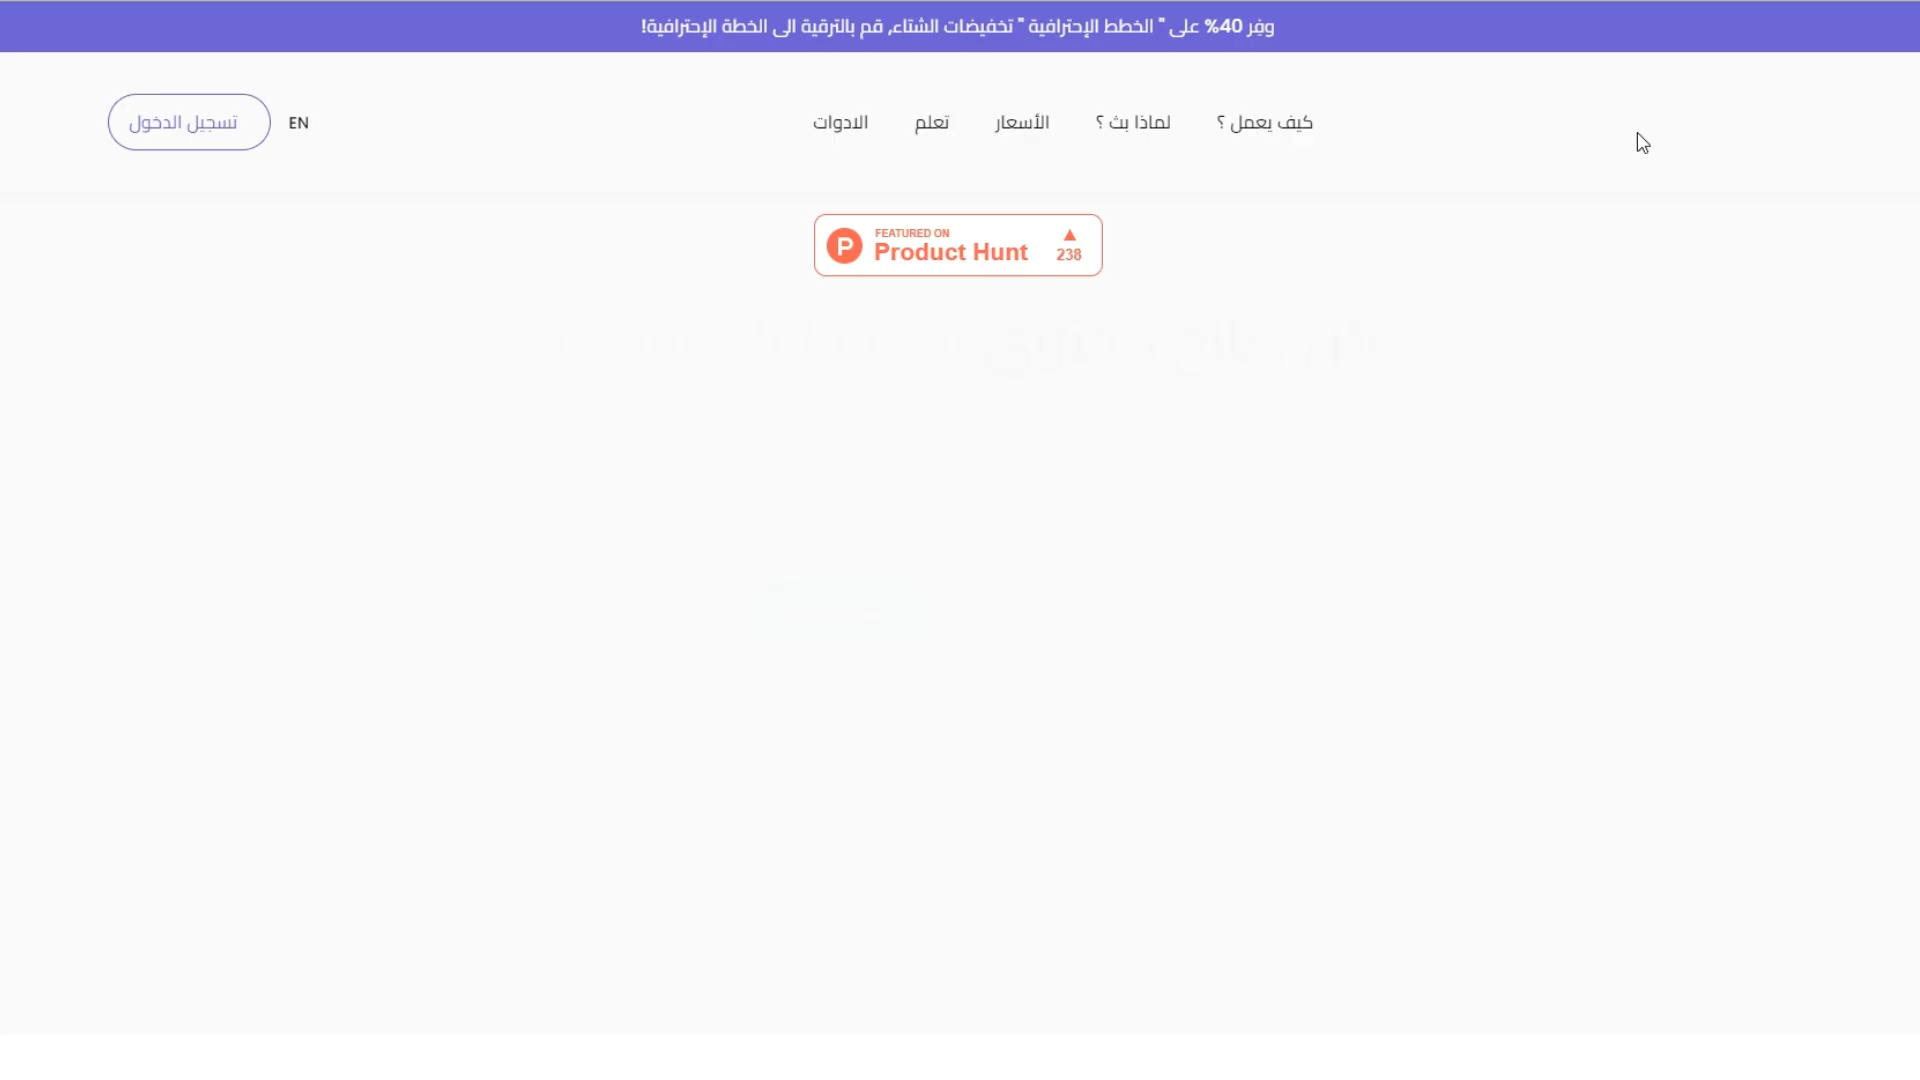 وفِر 40% على " الخطط الإحترافية " تخفيضات الشتاء, قم بالترقية الى الخطة الإحترافية!
كيف يعمل ؟ لماذا بث ؟ الأسعار تعلم الادوات EN تسجيل الدخول
FEATURED ON
Product Hunt
238